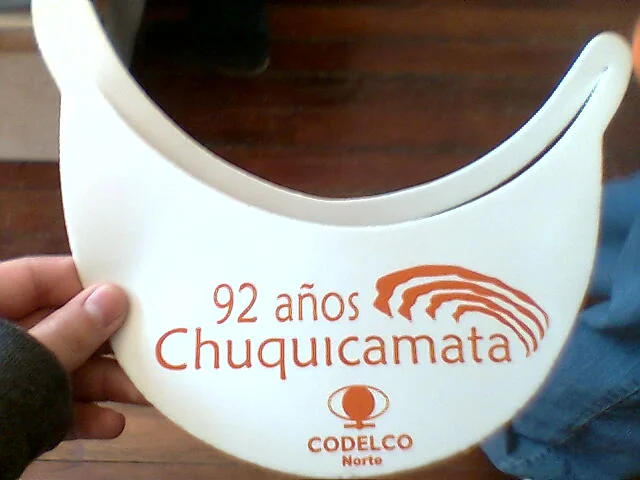 92 años
Chuquicamata
CODELCO
Norte